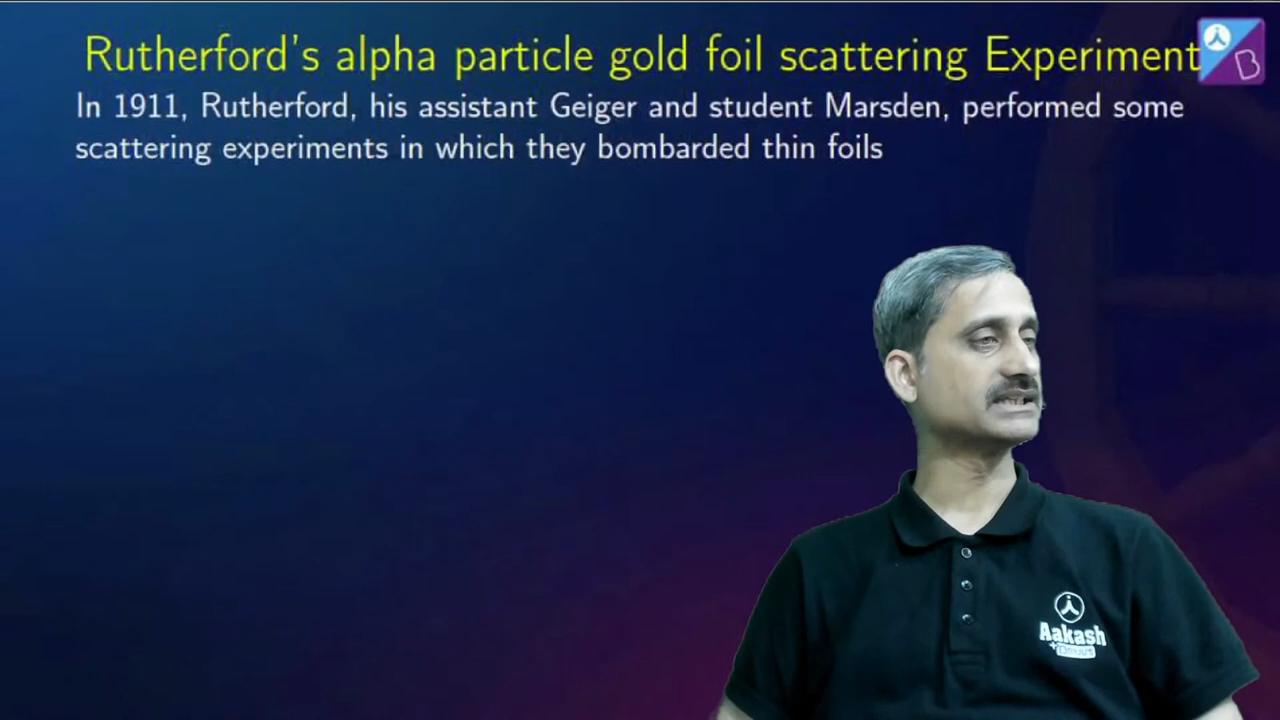 Rutherford's alpha particle gold foil scattering Experiment
In 1911, Rutherford, his assistant Geiger and student Marsden, performed some
scattering experiments in which they bombarded thin foils
Aakash